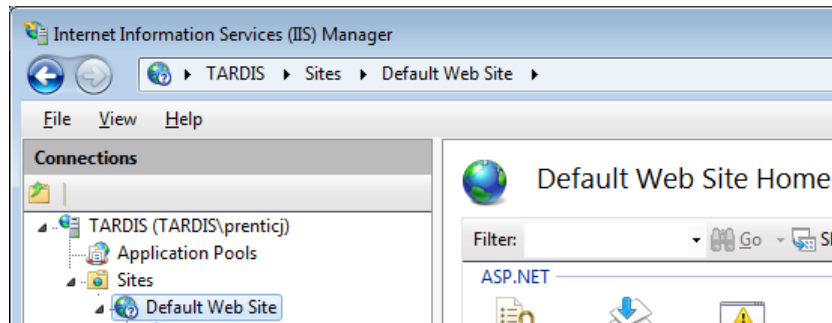 Internet Information Services (IIS) Manager
TARDIS Sites Default Web Site
File View Help
Connections
Default Web Site Home
TARDIS (TARDIS\prenticj)
Application Pools
Sites
Default Web Site
Filter: Go
ASP.NET